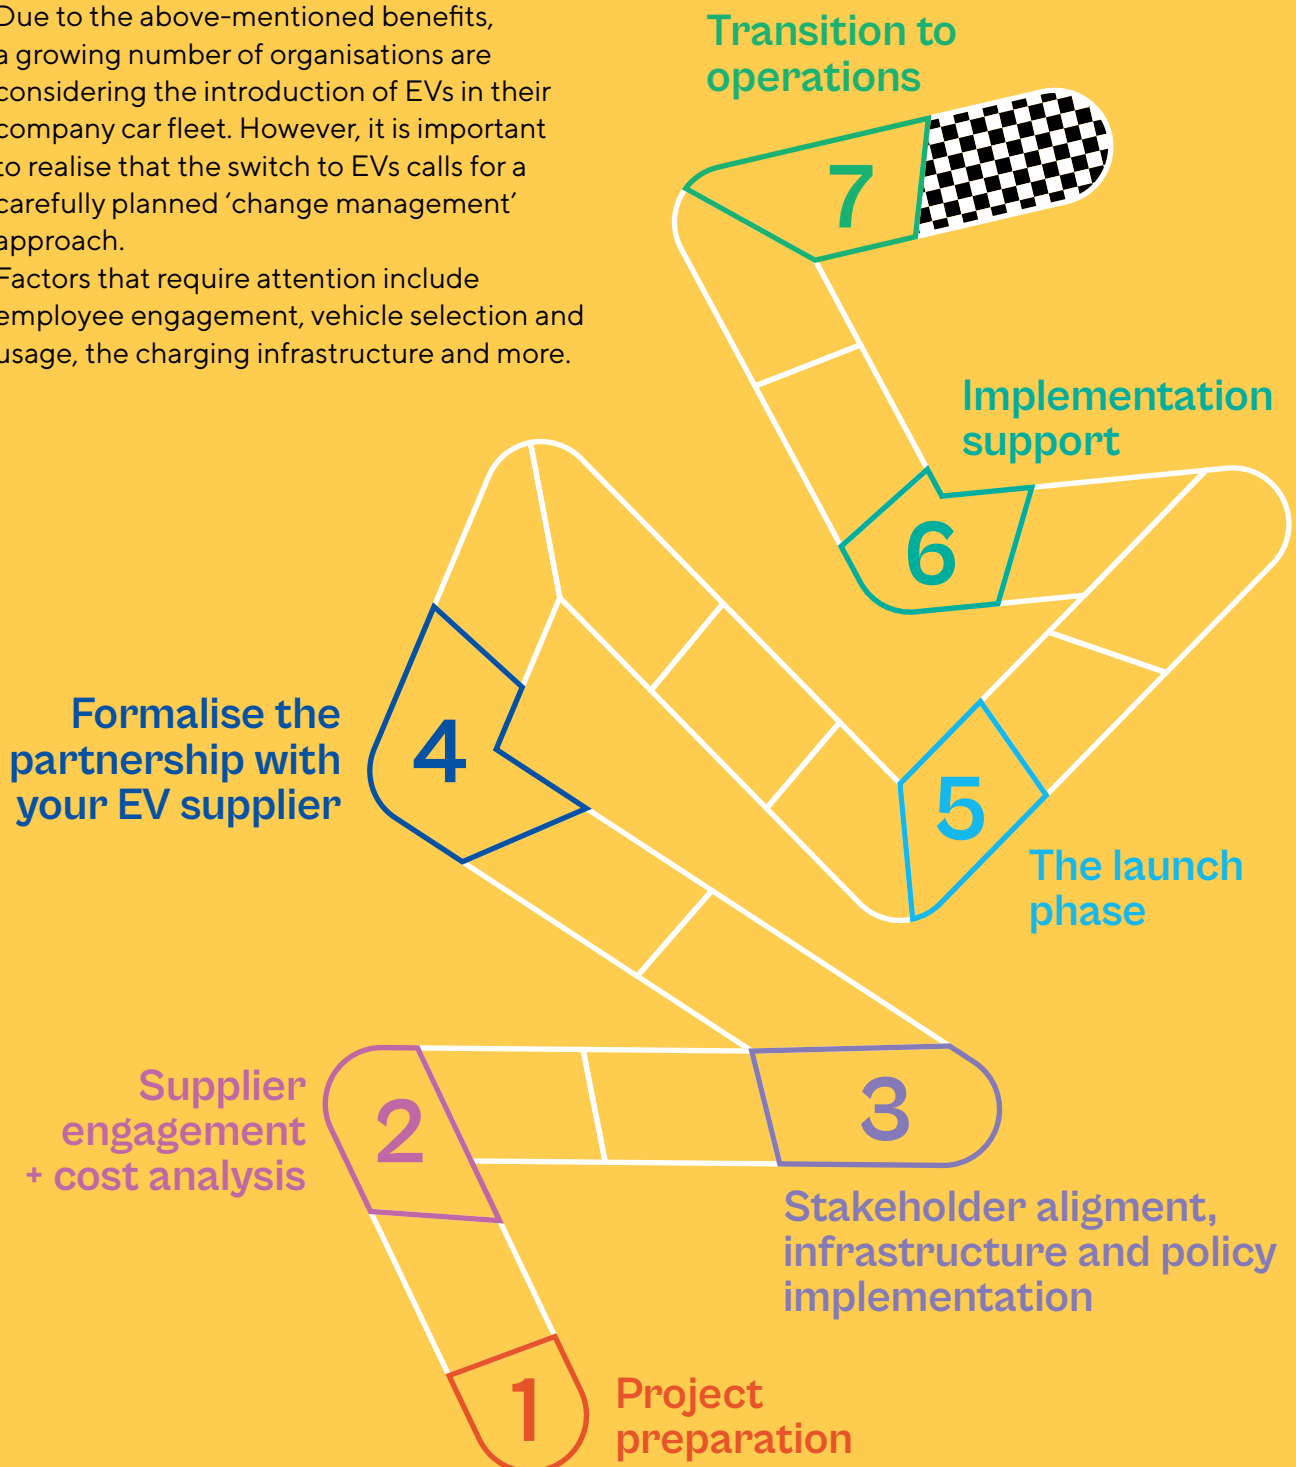 Due to the above-mentioned benefits,
a growing number of organisations are
considering the introduction of EVs in their
company car fleet. However, it is important
to realise that the switch to EVs calls for a
carefully planned ‘change management’
approach.
Factors that require attention include
employee engagement, vehicle selection and
usage, the charging infrastructure and more.
Transition to
operations
7
Implementation
support
6
Formalise the
partnership with
your EV supplier
4
5
The launch
phase
Supplier
engagement
+ cost analysis
2
3
Stakeholder aligment,
infrastructure and policy
implementation
1
Project
preparation